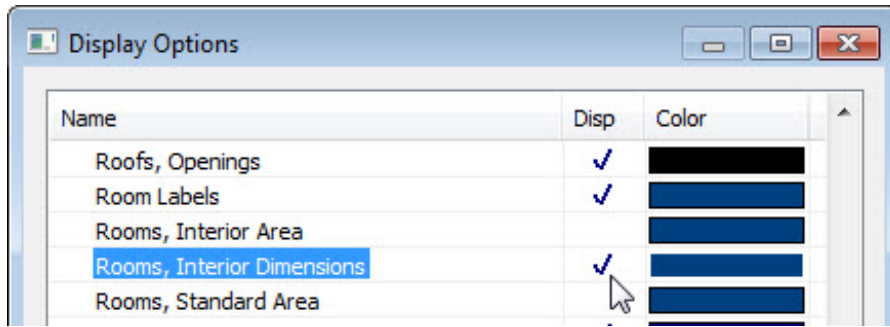 Display Options
Name Disp Color
Roofs, Openings
Room Labels
Rooms, Interior Area
Rooms, Interior Dimensions
Rooms, Standard Area